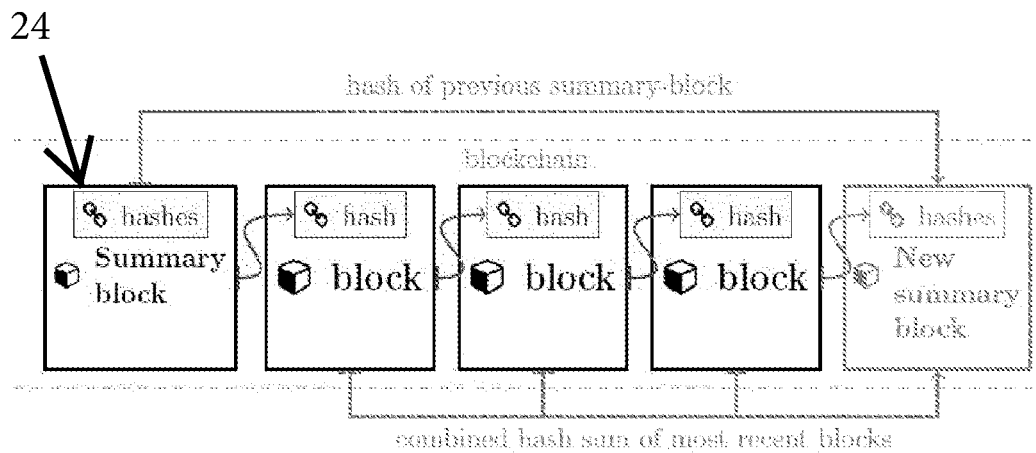 24
hash of previous summary-block
blockchain
hashes
hash
hash
hash
hashes
Summary
block
block
block
block
New
summary
block
combined hash sum of most recent blocks